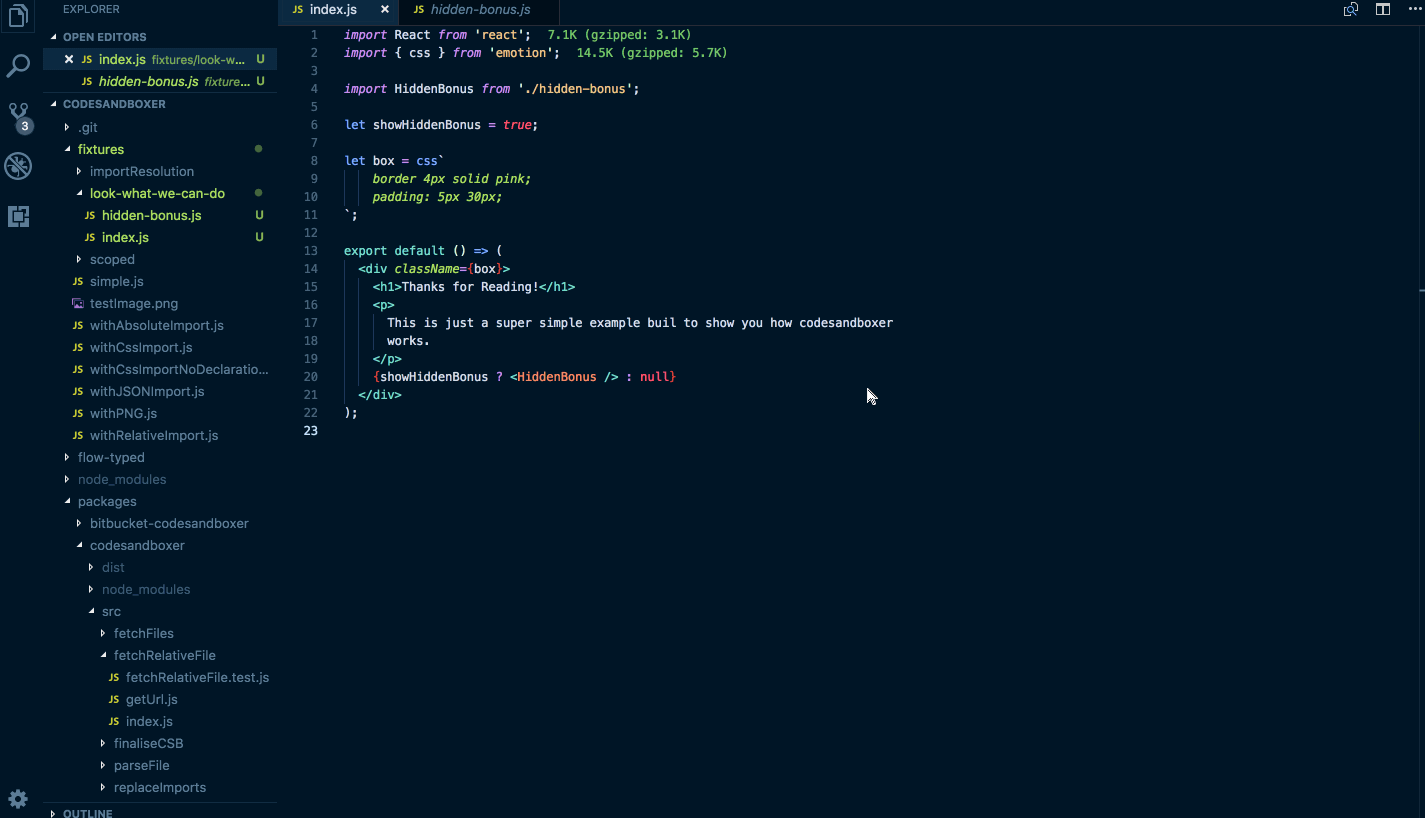 EXPLORER
OPEN EDITORS
JS index.js fixtures/look-w... U
JS hidden-bonus.js fixture... U
CODESANDBOXER
.git
fixtures
importResolution
look-what-we-can-do
JS hidden-bonus.js U
JS index.js U
scoped
JS simple.js
testImage.png
JS withAbsoluteImport.js
JS withCssImport.js
JS withCssImportNoDeclaratio...
JS withJSONImport.js
JS withPNG.js
JS withRelativeImport.js
flow-typed
node_modules
packages
bitbucket-codesandboxer
codesandboxer
dist
node_modules
src
fetchFiles
fetchRelativeFile
JS fetchRelativeFile.test.js
JS getUrl.js
JS index.js
finaliseCSB
parseFile
replaceImports
OUTLINE
3
JS index.js × JS hidden-bonus.js
1 import React from 'react'; 7.1K (gzipped: 3.1K)
2 import { css } from 'emotion'; 14.5K (gzipped: 5.7K)
3
4 import HiddenBonus from './hidden-bonus';
5
6 let showHiddenBonus = true;
7
8 let box = css`
9 border 4px solid pink;
10 padding: 5px 30px;
11 `;
12
13 export default () => (
14 <div className={box}>
15 <h1>Thanks for Reading!</h1>
16 <p>
17 This is just a super simple example buil to show you how codesandboxer
18 works.
19 </p>
20 {showHiddenBonus ? <HiddenBonus /> : null}
21 </div>
22 );
23